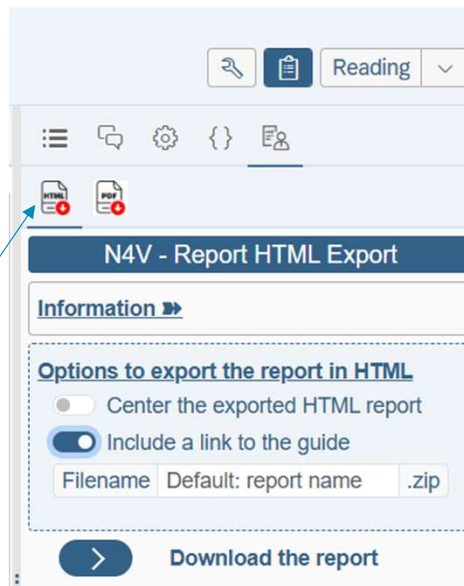 Reading
{ }
HTML PDF
N4V - Report HTML Export
Information
Options to export the report in HTML
Center the exported HTML report
Include a link to the guide
Filename Default: report name .zip
Download the report